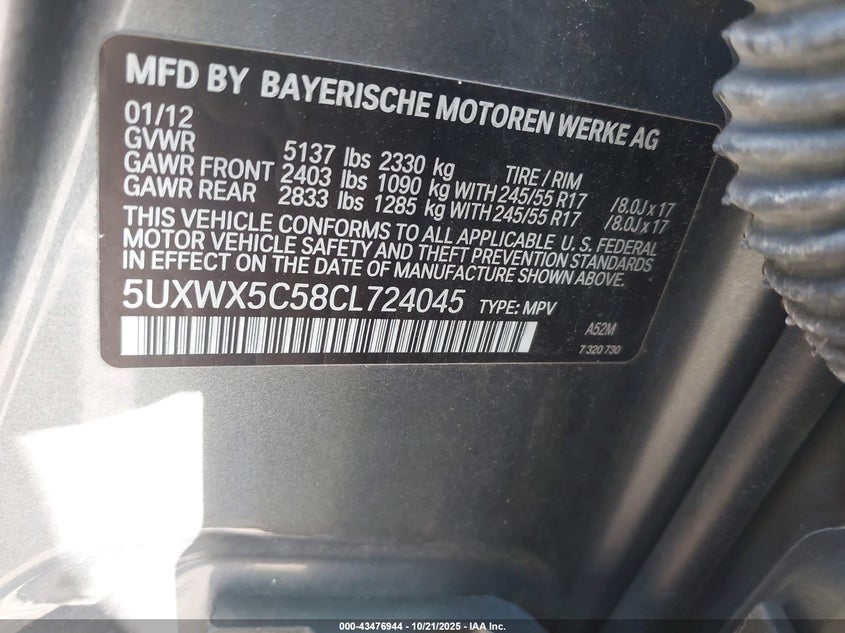 MFD BY BAYERISCHE MOTOREN WERKE AG
01/12
GVWR 5137 lbs 2330 kg TIRE / RIM
GAWR FRONT 2403 lbs 1090 kg WITH 245/55 R17 /8.0J x 17
GAWR REAR 2833 lbs 1285 kg WITH 245/55 R17 /8.0J x 17
THIS VEHICLE CONFORMS TO ALL APPLICABLE U.S. FEDERAL
MOTOR VEHICLE SAFETY AND THEFT PREVENTION STANDARDS
IN EFFECT ON THE DATE OF MANUFACTURE SHOWN ABOVE.
5UXWX5C58CL724045 TYPE: MPV
A52M
7 320 730
000-43476944 | 10/21/2025 | IAA Inc.